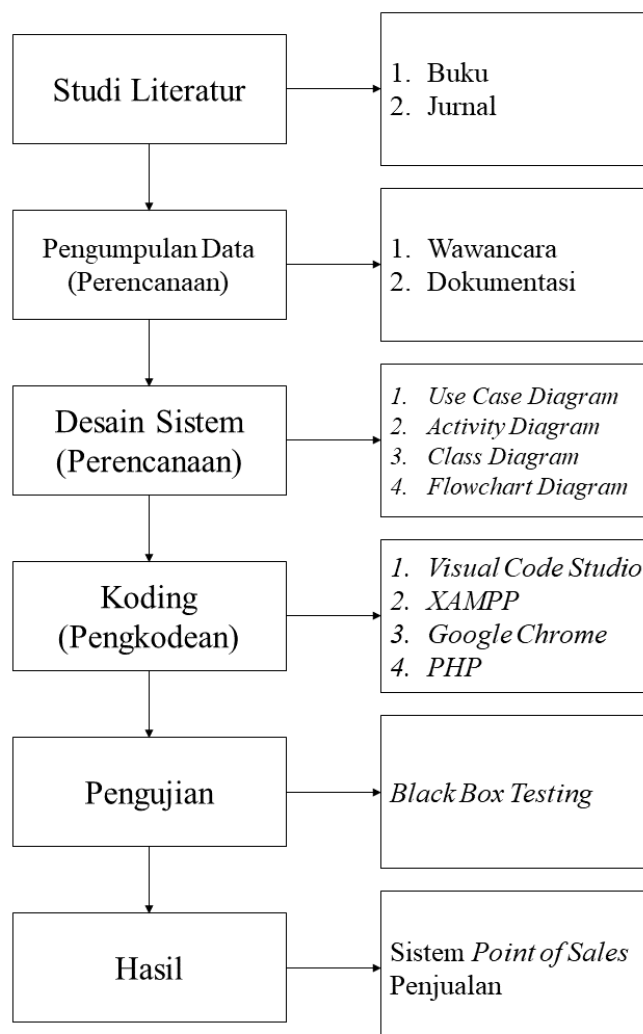 Studi Literatur
1. Buku
2. Jurnal
Pengumpulan Data
(Perencanaan)
1. Wawancara
2. Dokumentasi
Desain Sistem
(Perencanaan)
1. Use Case Diagram
2. Activity Diagram
3. Class Diagram
4. Flowchart Diagram
Koding
(Pengkodean)
1. Visual Code Studio
2. XAMPP
3. Google Chrome
4. PHP
Pengujian
Black Box Testing
Hasil
Sistem Point of Sales
Penjualan